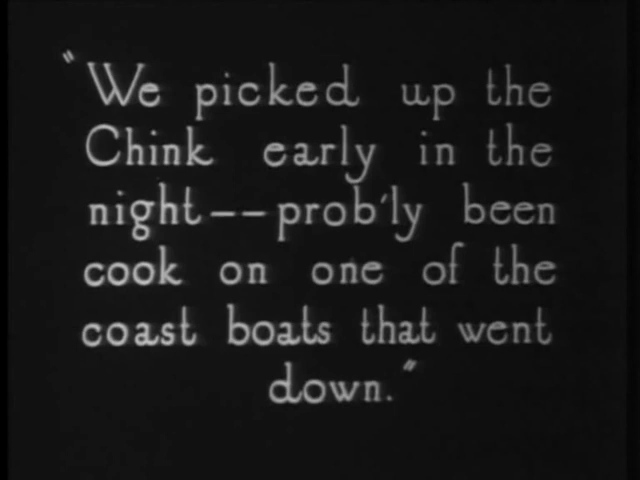 "We picked up the
Chink early in the
night--prob'ly been
cook on one of the
coast boats that went
down."